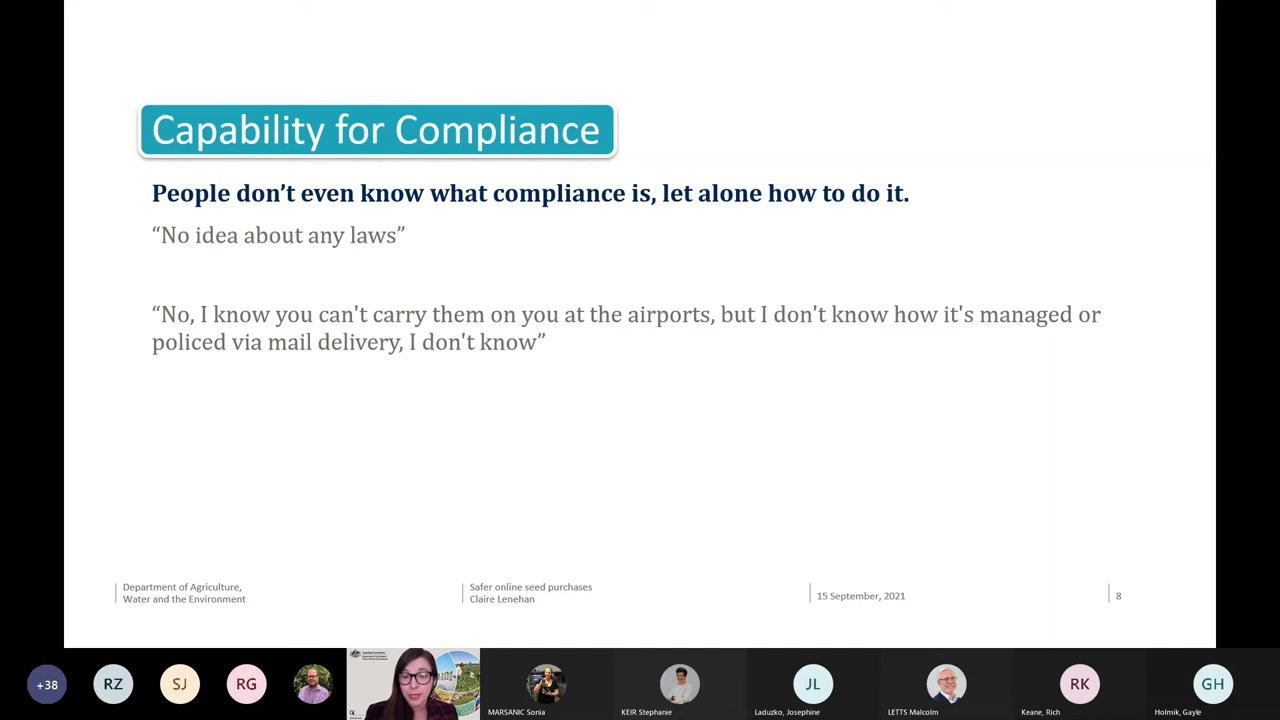 Capability for Compliance
People don’t even know what compliance is, let alone how to do it.
“No idea about any laws”
“No, I know you can't carry them on you at the airports, but I don't know how it's managed or
policed via mail delivery, I don't know”
Department of Agriculture,
Water and the Environment
Safer online seed purchases
Claire Lenehan
15 September, 2021
8
+38
RZ
SJ
RG
MARSANIC Sonia
KEIR Stephanie
JL
Laduzko, Josephine
LETTS Malcolm
RK
Keane, Rich
GH
Holmik, Gayle